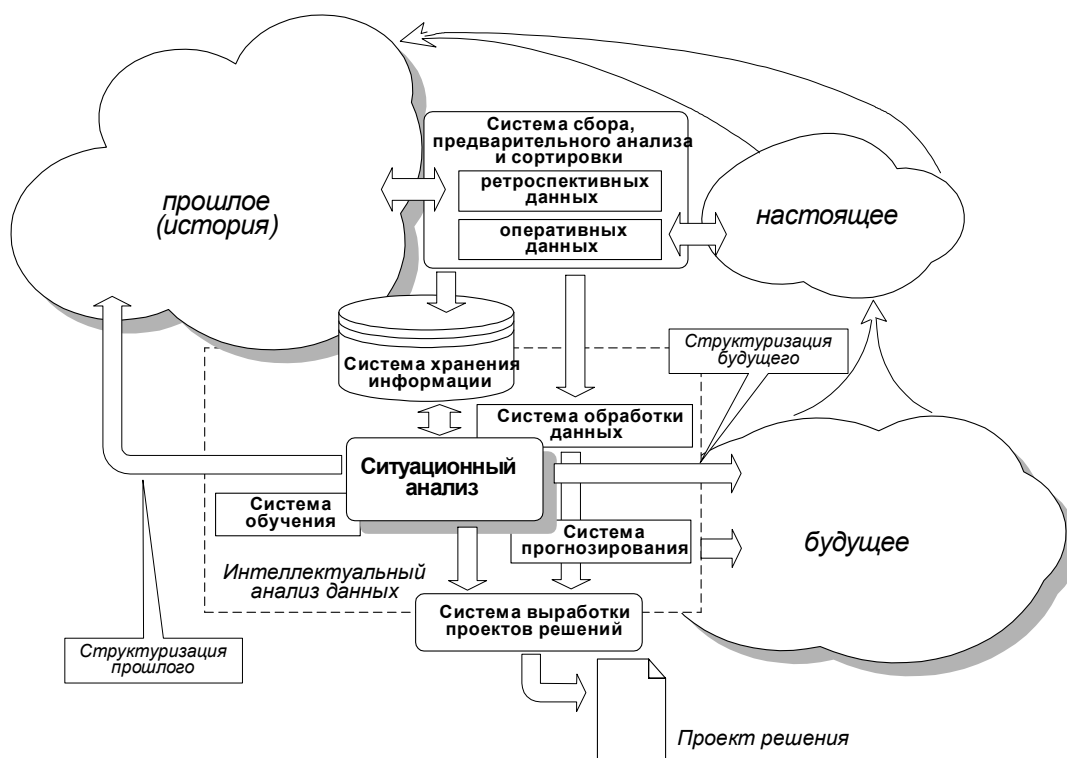 Система сбора,
предварительного анализа
и сортировки
ретроспективных
данных
оперативных
данных
прошлое
(история)
настоящее
Структуризация
будущего
Система хранения
информации
Система обработки
данных
Ситуационный
анализ
Система
обучения
Система
прогнозирования
будущее
Интеллектуальный
анализ данных
Система выработки
проектов решений
Структуризация
прошлого
Проект решения